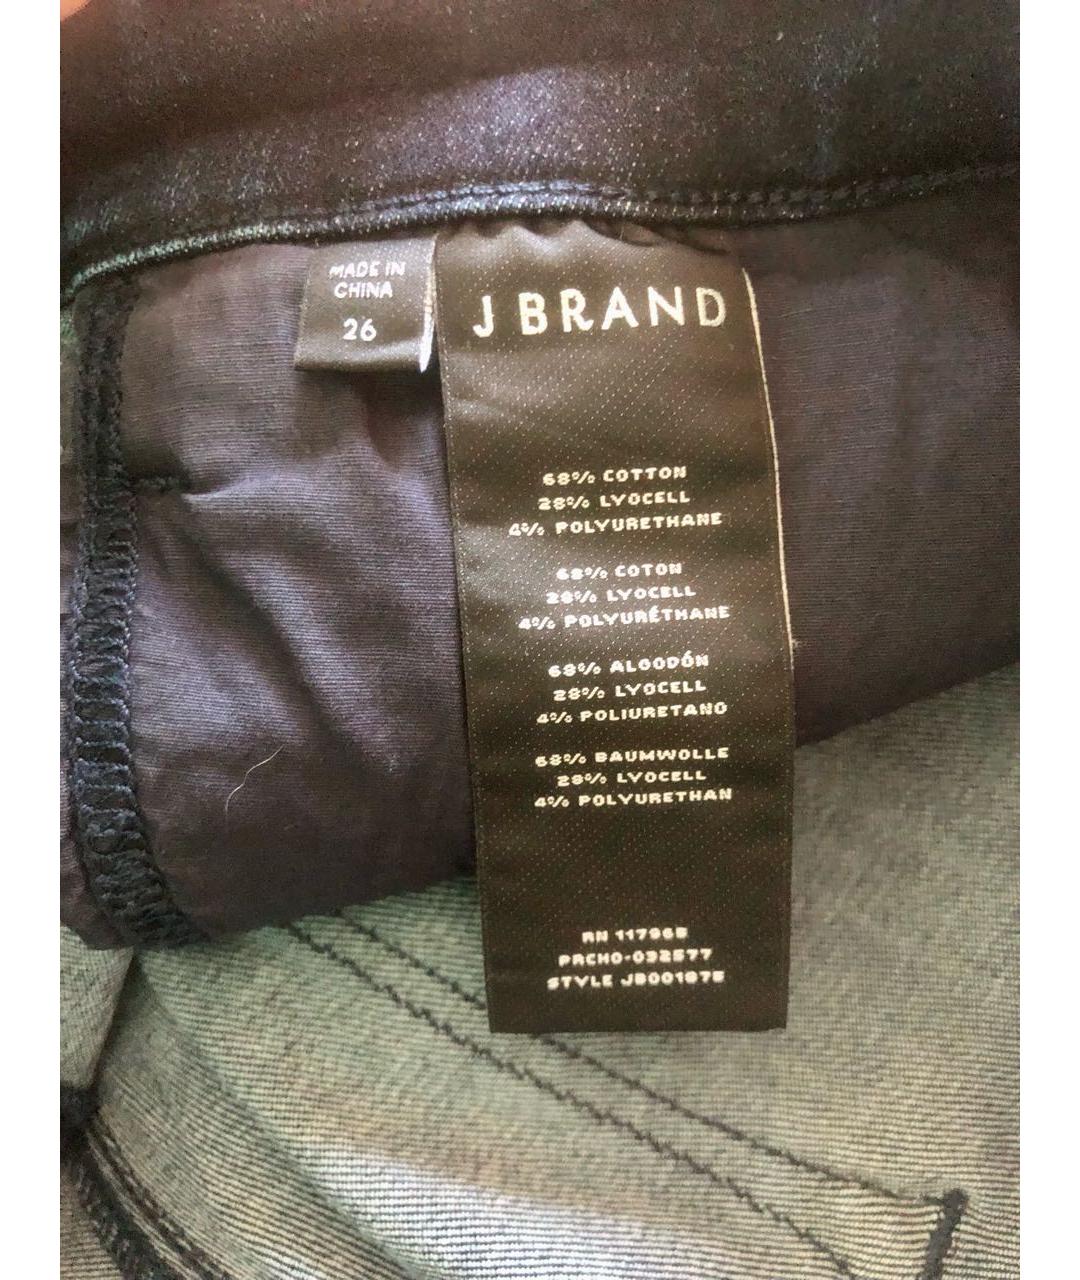 MADE IN
CHINA
26
J BRAND
68% COTTON
28% LYOCELL
4% POLYURETHANE
68% COTON
28% LYOCELL
4% POLYURÉTHANE
68% ALGODÓN
28% LYOCELL
4% POLIURETANO
68% BAUMWOLLE
28% LYOCELL
4% POLYURETHAN
RN 117968
PRCHO-032577
STYLE JB001875